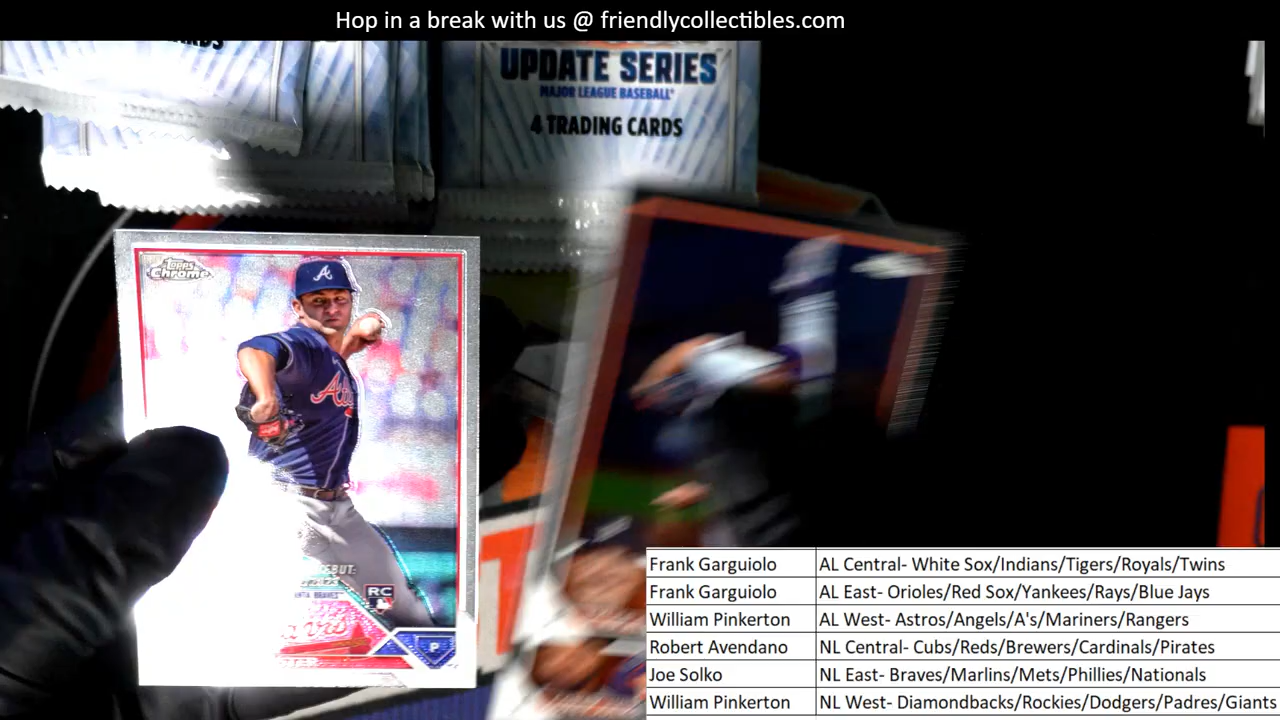 Hop in a break with us @ friendlycollectibles.com
UPDATE SERIES
MAJOR LEAGUE BASEBALL
4 TRADING CARDS
Topps
Chrome
A
RC
P
Frank Garguiolo AL Central- White Sox/Indians/Tigers/Royals/Twins
Frank Garguiolo AL East- Orioles/Red Sox/Yankees/Rays/Blue Jays
William Pinkerton AL West- Astros/Angels/A's/Mariners/Rangers
Robert Avendano NL Central- Cubs/Reds/Brewers/Cardinals/Pirates
Joe Solko NL East- Braves/Marlins/Mets/Phillies/Nationals
William Pinkerton NL West- Diamondbacks/Rockies/Dodgers/Padres/Giants